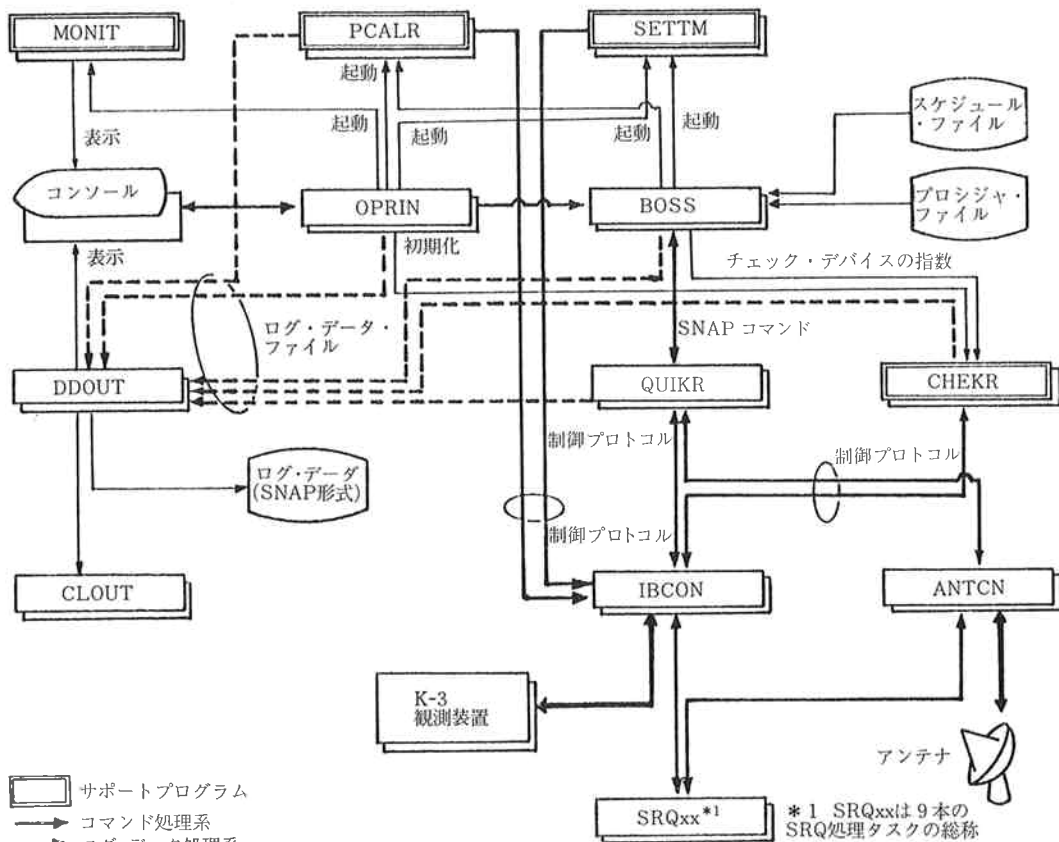 MONIT
PCALR
SETTM
起動
表示
起動
起動
起動
起動
スケジュール
・ファイル
コンソール
OPRIN
BOSS
プロシジャ・
ファイル
初期化
表示
チェック・デバイスの指数
ログ・データ・
ファイル
SNAP コマンド
DDOUT
QUIKR
CHEKR
制御プロトコル
制御プロトコル
ログ・データ
(SNAP形式)
制御プロトコル
CLOUT
IBCON
ANTCN
K-3
観測装置
アンテナ
サポートプログラム
SRQxx*1
*1 SRQxxは9本の
SRQ処理タスクの総称
コマンド処理系